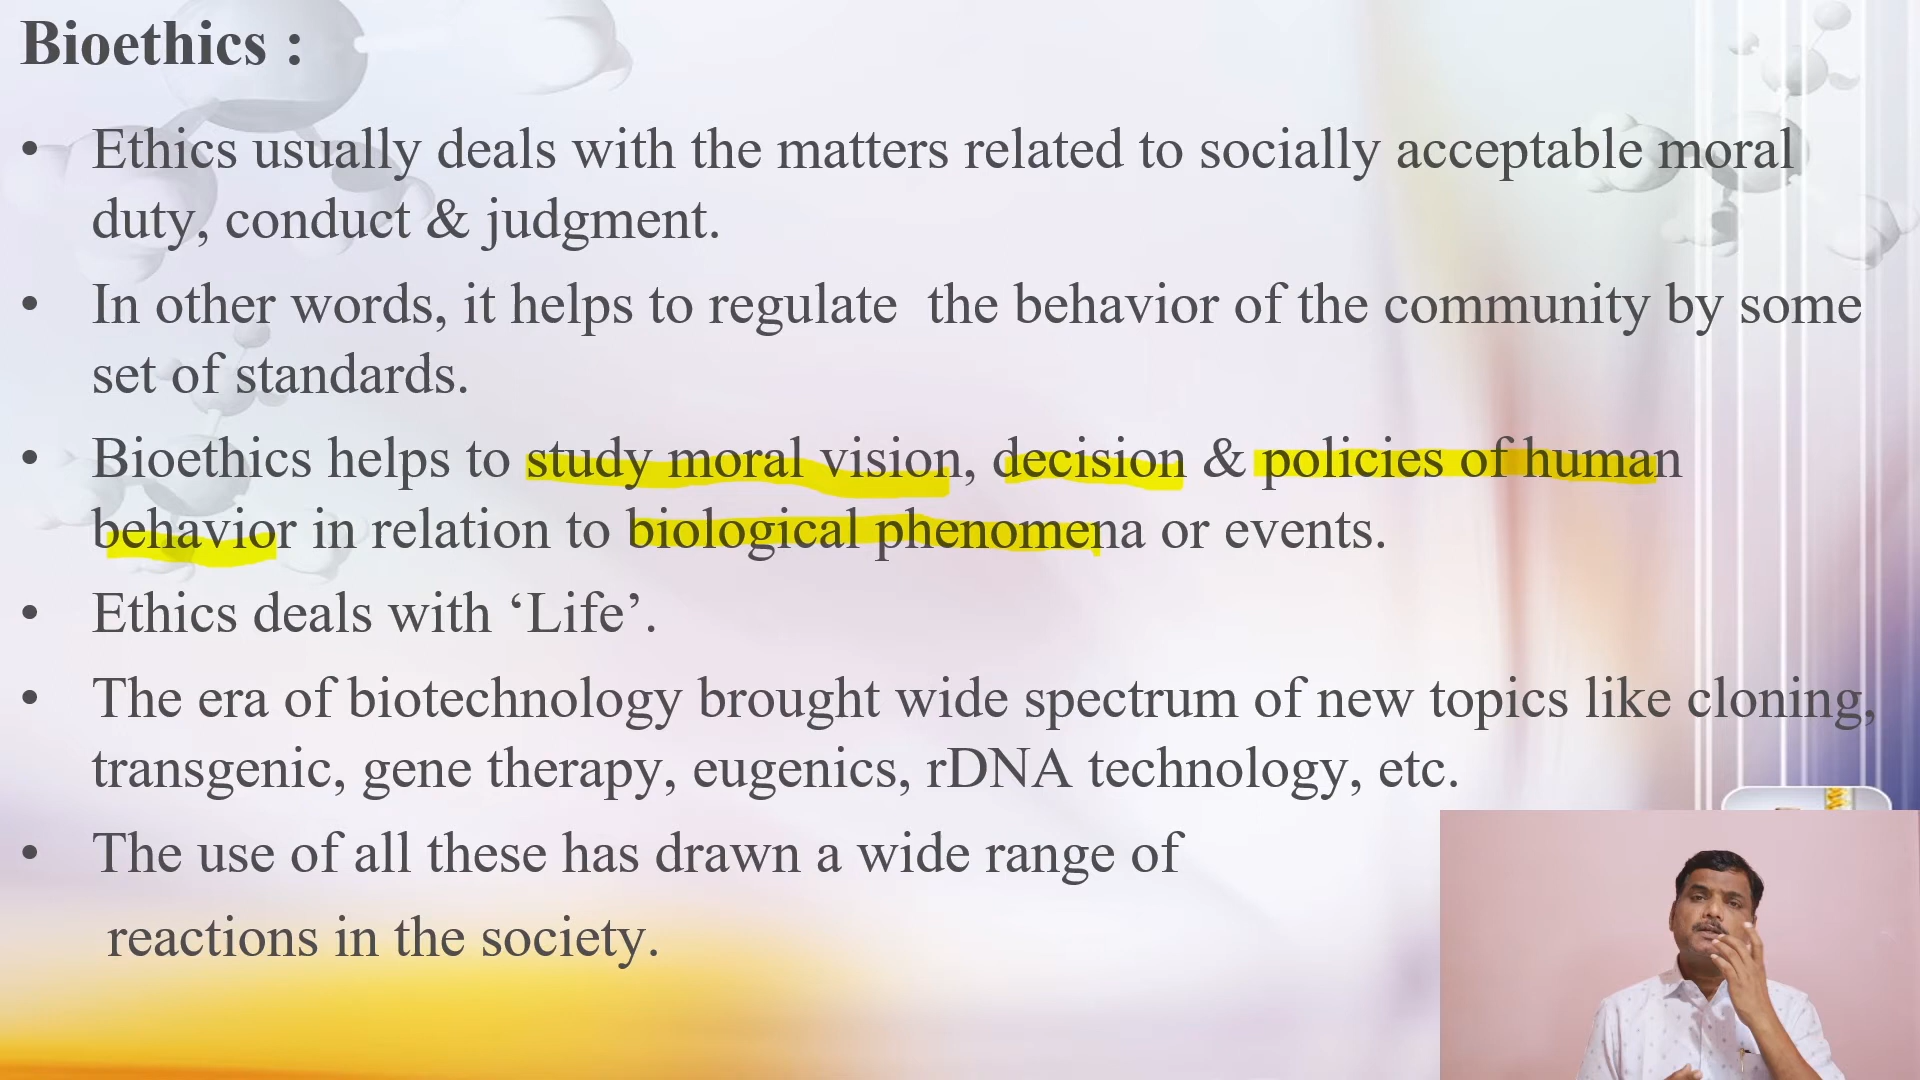 Bioethics :
• Ethics usually deals with the matters related to socially acceptable moral
duty, conduct & judgment.
• In other words, it helps to regulate  the behavior of the community by some
set of standards.
• Bioethics helps to study moral vision, decision & policies of human
behavior in relation to biological phenomena or events.
• Ethics deals with ‘Life’.
• The era of biotechnology brought wide spectrum of new topics like cloning,
transgenic, gene therapy, eugenics, rDNA technology, etc.
• The use of all these has drawn a wide range of
reactions in the society.